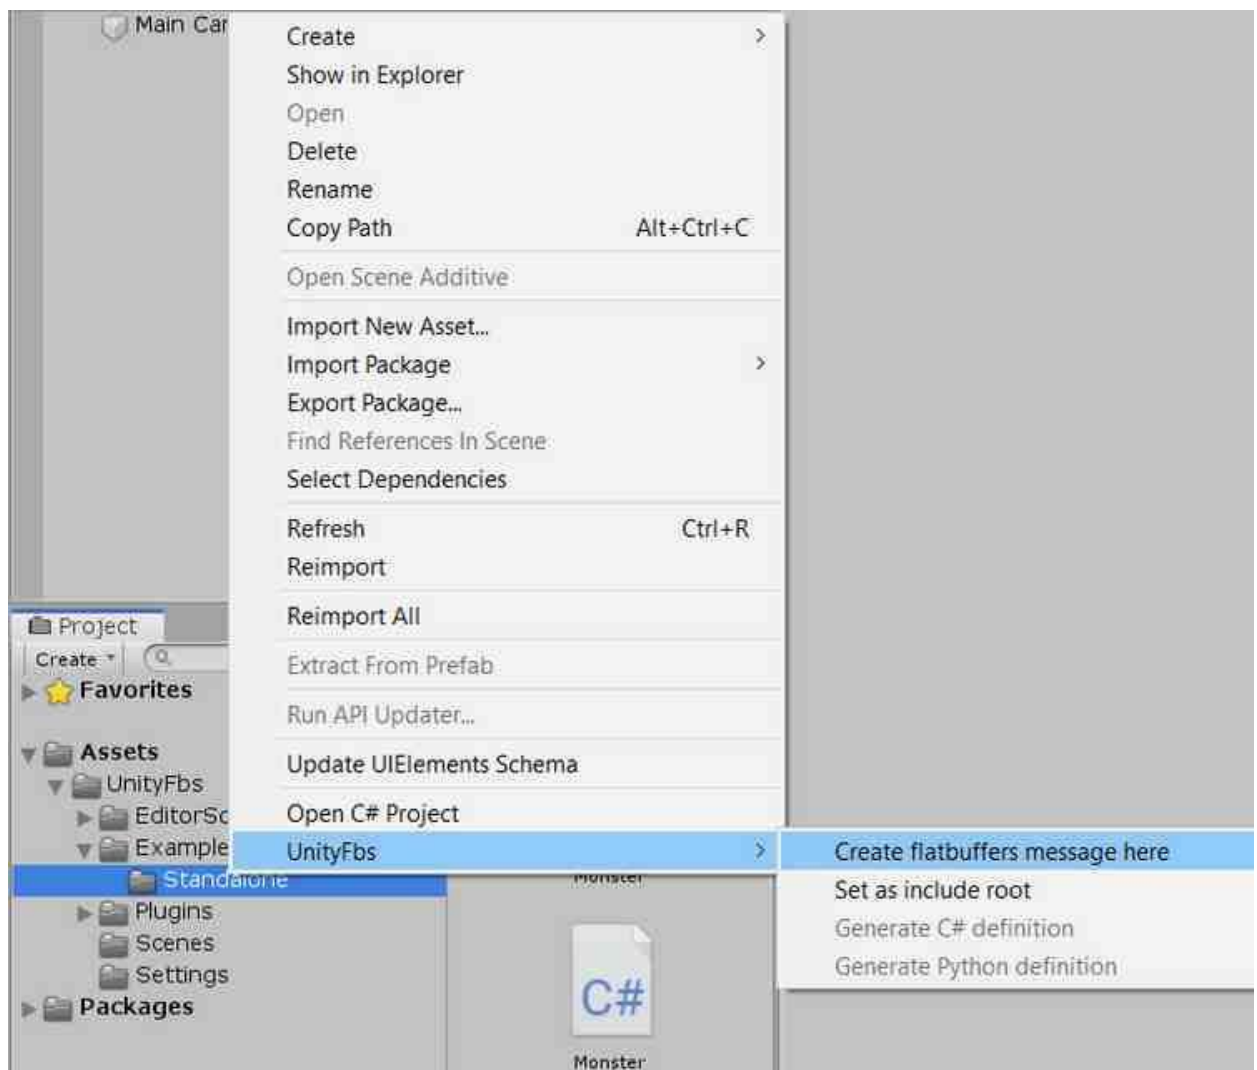 Main Car
Create
Show in Explorer
Open
Delete
Rename
Copy Path Alt+Ctrl+C
Open Scene Additive
Import New Asset...
Import Package
Export Package...
Find References In Scene
Select Dependencies
Refresh Ctrl+R
Reimport
Reimport All
Extract From Prefab
Run API Updater...
Update UIElements Schema
Open C# Project
UnityFbs
Create flatbuffers message here
Set as include root
Generate C# definition
Generate Python definition
Project
Create
Favorites
Assets
UnityFbs
EditorSc
Example
Standalone
Plugins
Scenes
Settings
Packages
Monster
C#
Monster